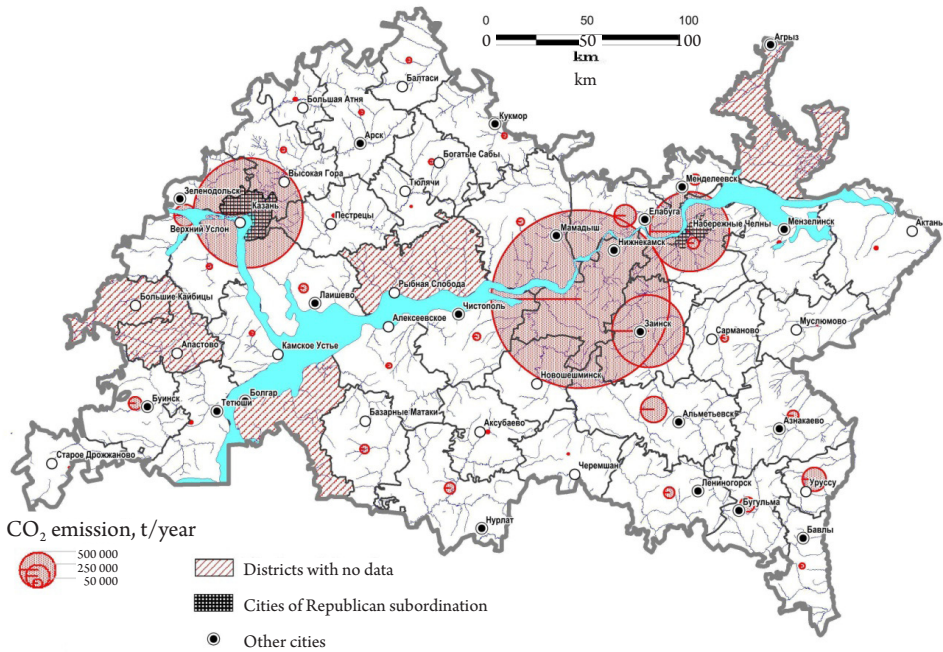 0 50 100
0 50 100
km
km
Агрыз
Балтаси
Большая Атня
Кукмор
Арск
Богатые Сабы
Высокая Гора
Тюлячи
Менделеевск
Зеленодольск
Казань
Пестрецы
Елабуга
Верхний Услон
Мамадыш
Набережные Челны
Мензелинск
Актан
Нижнекамск
Рыбная Слобода
Большие Кайбицы
Лаишево
Чистополь
Алексеевское
Заинск
Сарманово
Муслюмово
Апастово
Камское Устье
Новошешминск
Буинск
Тетюши
Болгар
Базарные Матаки
Аксубаево
Альметьевск
Азнакаево
Старое Дрожжаново
Черемшан
Лениногорск
Уруссу
Бугульма
Нурлат
Бавлы
CO₂ emission, t/year
500 000
250 000
50 000
Districts with no data
Cities of Republican subordination
Other cities